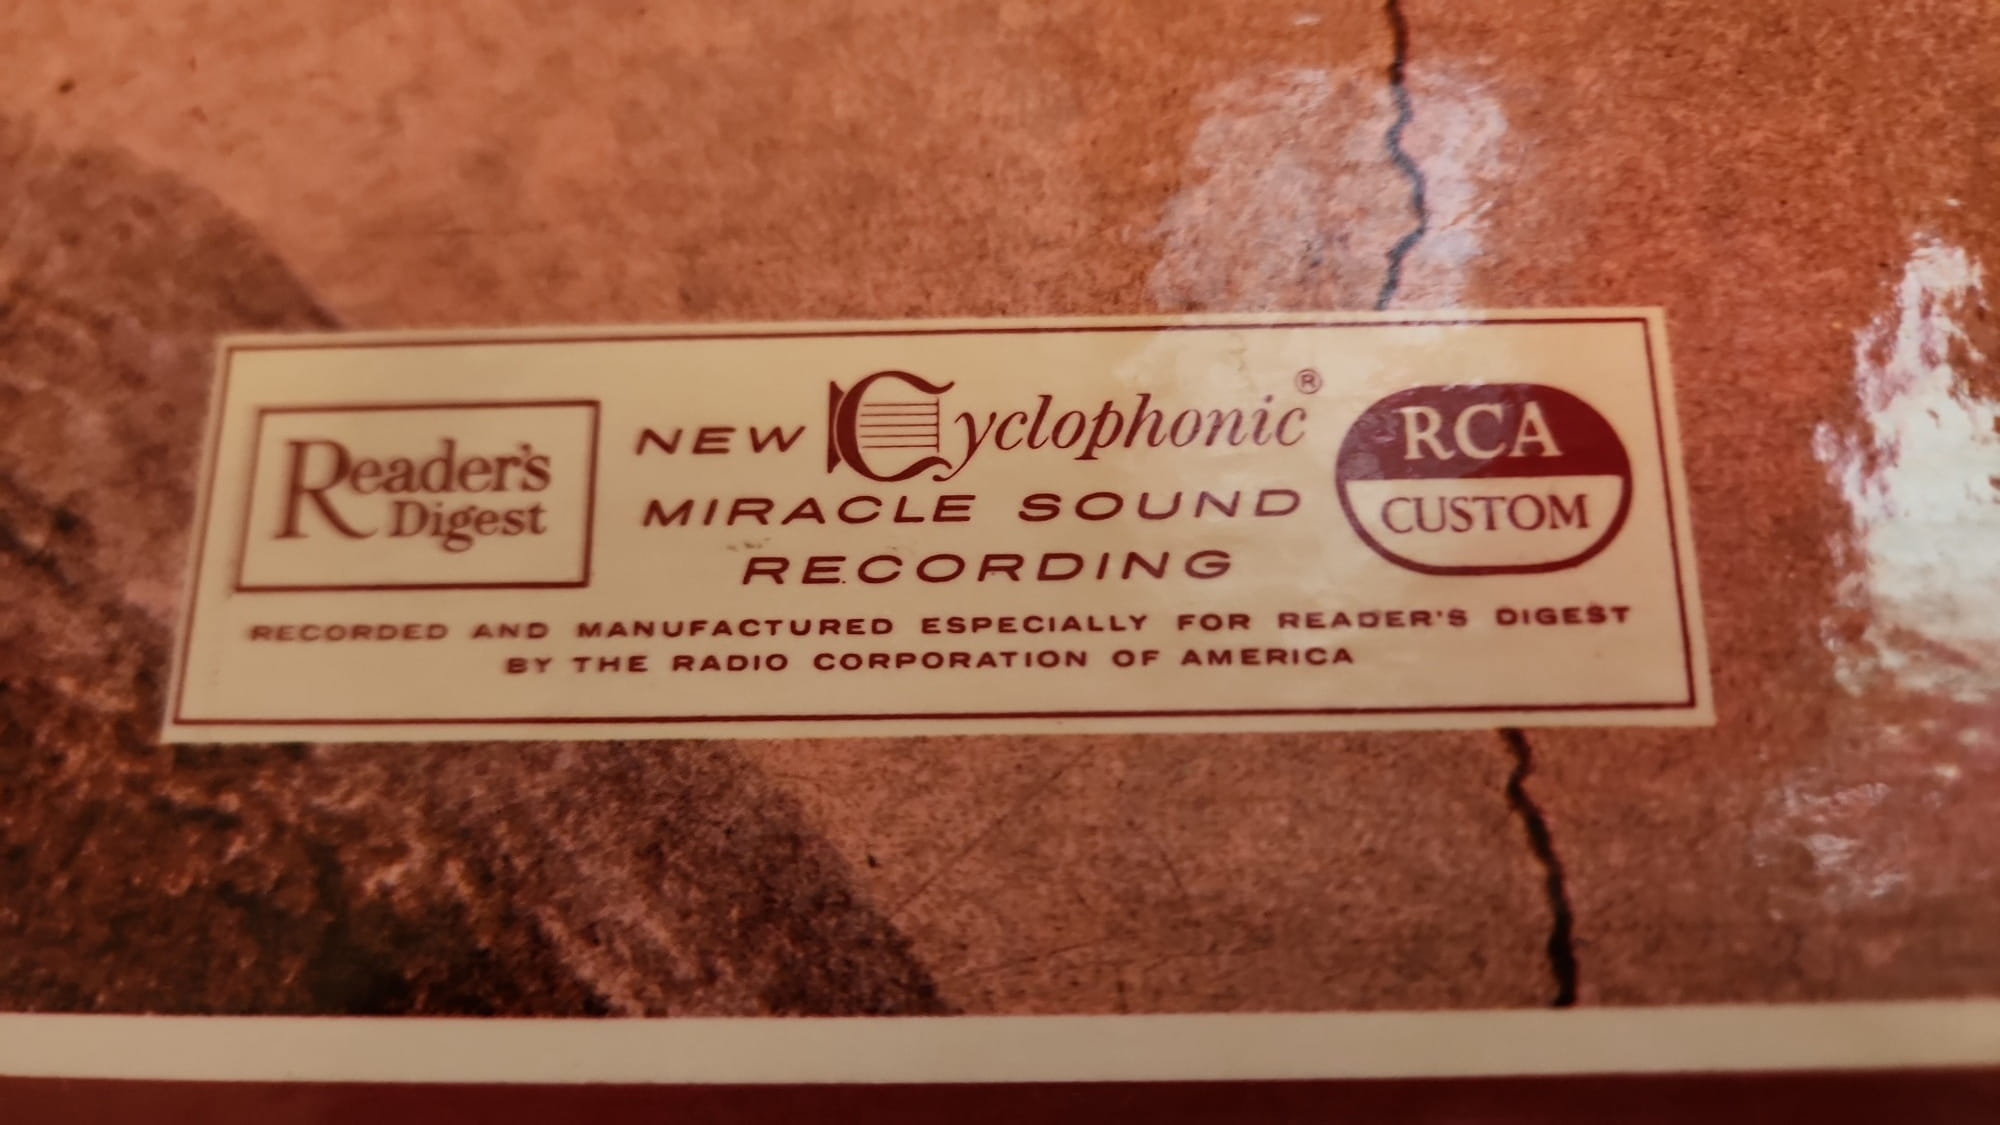 Reader's
Digest
NEW Cyclophonic®
MIRACLE SOUND
RECORDING
RCA
CUSTOM
RECORDED AND MANUFACTURED ESPECIALLY FOR READER'S DIGEST
BY THE RADIO CORPORATION OF AMERICA